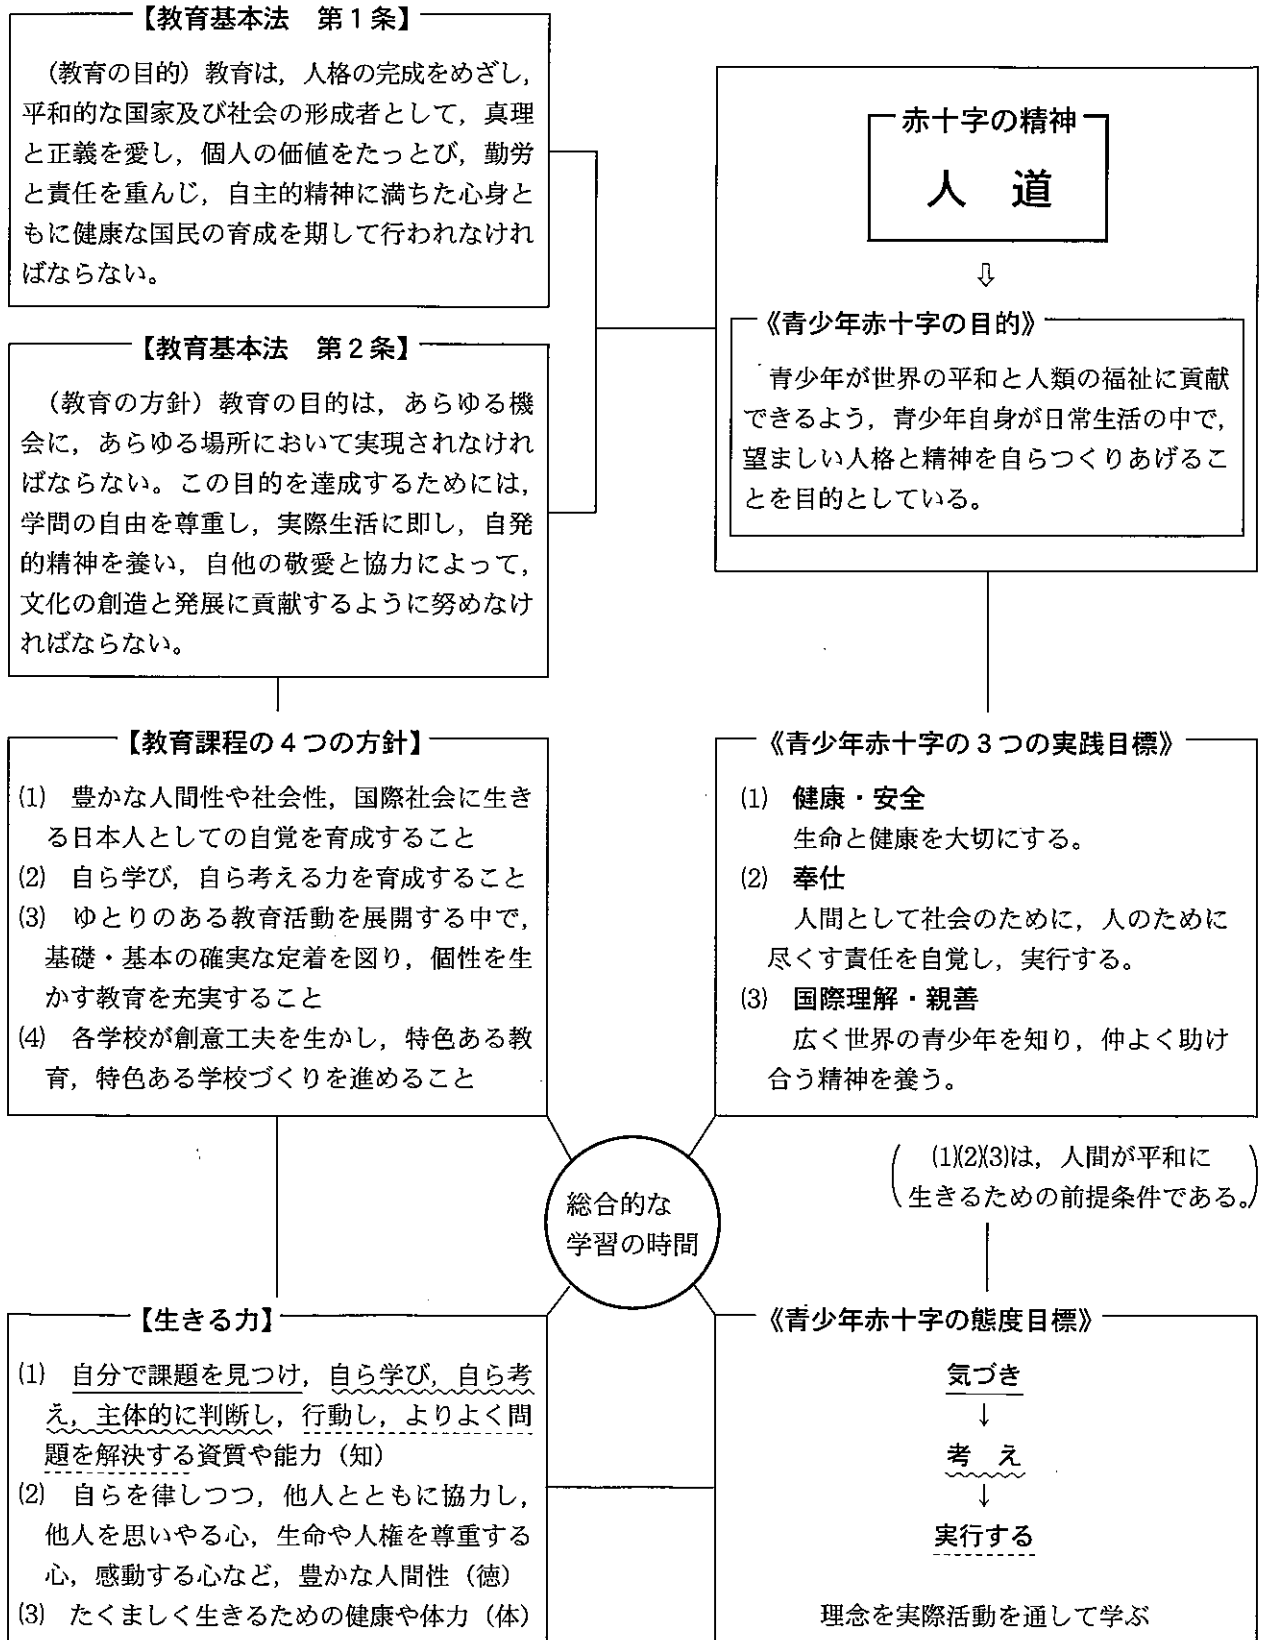 【教育基本法　第１条】
（教育の目的）教育は，人格の完成をめざし，
平和的な国家及び社会の形成者として，真理
と正義を愛し，個人の価値をたっとび，勤労
と責任を重んじ，自主的精神に満ちた心身と
もに健康な国民の育成を期して行われなけれ
ばならない。
【教育基本法　第２条】
（教育の方針）教育の目的は，あらゆる機
会に，あらゆる場所において実現されなけれ
ばならない。この目的を達成するためには，
学問の自由を尊重し，実際生活に即し，自発
的精神を養い，自他の敬愛と協力によって，
文化の創造と発展に貢献するように努めなけ
ればならない。
赤十字の精神
人　道
⇩
《青少年赤十字の目的》
青少年が世界の平和と人類の福祉に貢献
できるよう，青少年自身が日常生活の中で，
望ましい人格と精神を自らつくりあげるこ
とを目的としている。
【教育課程の４つの方針】
⑴　豊かな人間性や社会性，国際社会に生き
る日本人としての自覚を育成すること
⑵　自ら学び，自ら考える力を育成すること
⑶　ゆとりのある教育活動を展開する中で，
基礎・基本の確実な定着を図り，個性を生
かす教育を充実すること
⑷　各学校が創意工夫を生かし，特色ある教
育，特色ある学校づくりを進めること
《青少年赤十字の３つの実践目標》
⑴　健康・安全
生命と健康を大切にする。
⑵　奉仕
人間として社会のために，人のために
尽くす責任を自覚し，実行する。
⑶　国際理解・親善
広く世界の青少年を知り，仲よく助け
合う精神を養う。
（⑴⑵⑶は，人間が平和に
生きるための前提条件である。）
総合的な
学習の時間
【生きる力】
⑴　自分で課題を見つけ，自ら学び，自ら考
え，主体的に判断し，行動し，よりよく問
題を解決する資質や能力（知）
⑵　自らを律しつつ，他人とともに協力し，
他人を思いやる心，生命や人権を尊重する
心，感動する心など，豊かな人間性（徳）
⑶　たくましく生きるための健康や体力（体）
《青少年赤十字の態度目標》
気づき
↓
考　え
↓
実行する
理念を実際活動を通して学ぶ